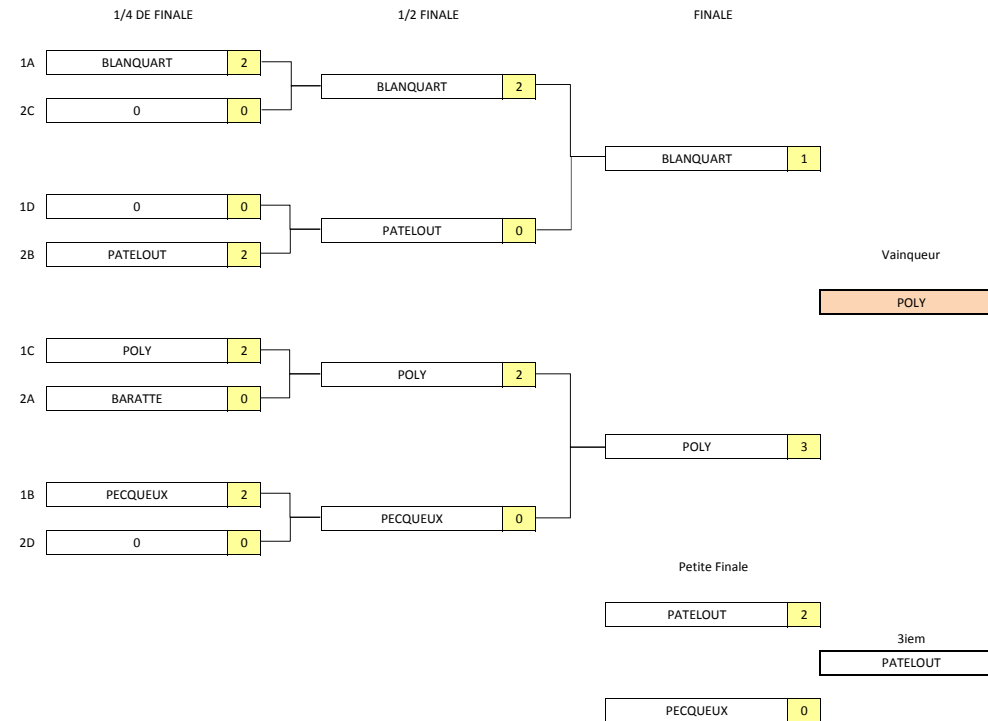 1/4 DE FINALE 1/2 FINALE FINALE
1A BLANQUART 2
BLANQUART 2
2C 0 0
BLANQUART 1
1D 0 0
PATELOUT 0
2B PATELOUT 2
Vainqueur
POLY
1C POLY 2
POLY 2
2A BARATTE 0
POLY 3
1B PECQUEUX 2
PECQUEUX 0
2D 0 0
Petite Finale
PATELOUT 2
3iem
PATELOUT
PECQUEUX 0